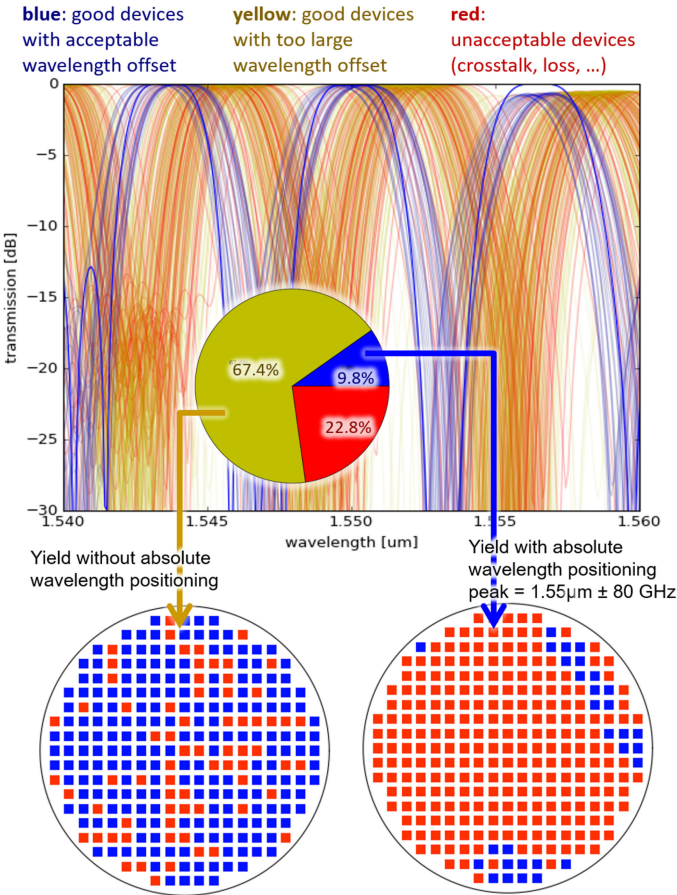 blue: good devices
with acceptable
wavelength offset
yellow: good devices
with too large
wavelength offset
red:
unacceptable devices
(crosstalk, loss, ...)
0
−5
−10
−15
−20
−25
−30
transmission [dB]
67.4%
9.8%
22.8%
1.540
1.545
1.550
1.555
1.560
wavelength [um]
Yield without absolute
wavelength positioning
Yield with absolute
wavelength positioning
peak = 1.55µm ± 80 GHz